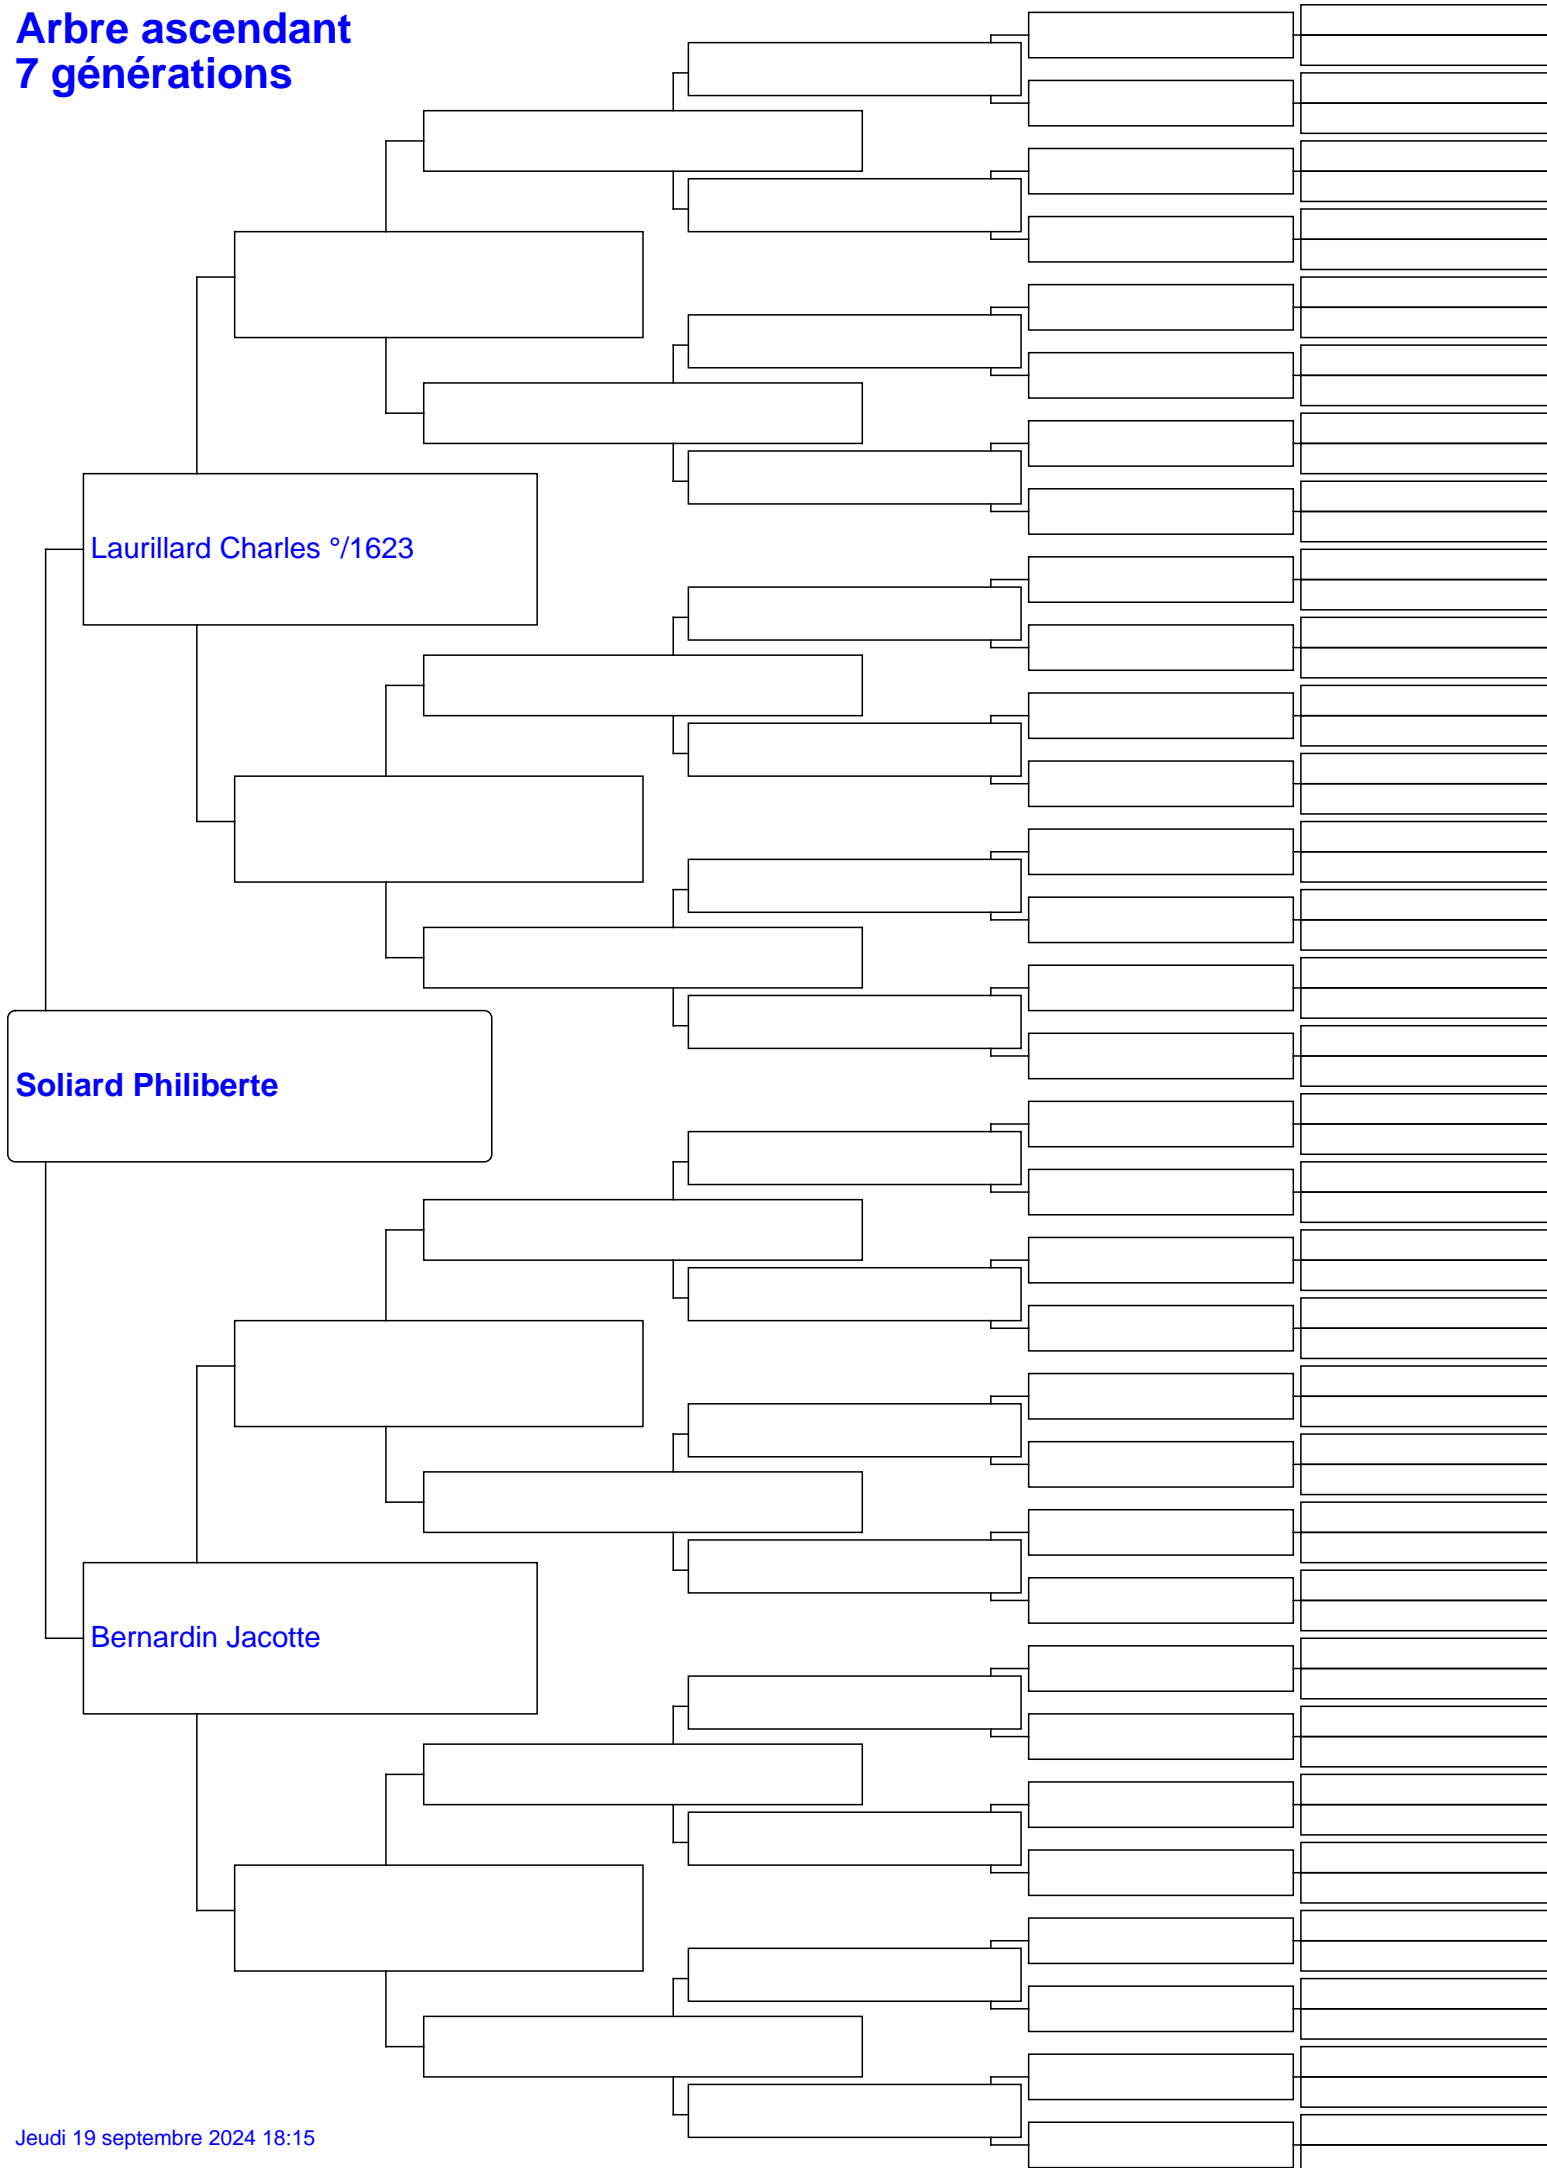 Arbre ascendant
7 générations
Laurillard Charles °/1623
Soliard Philiberte
Bernardin Jacotte
Jeudi 19 septembre 2024 18:15